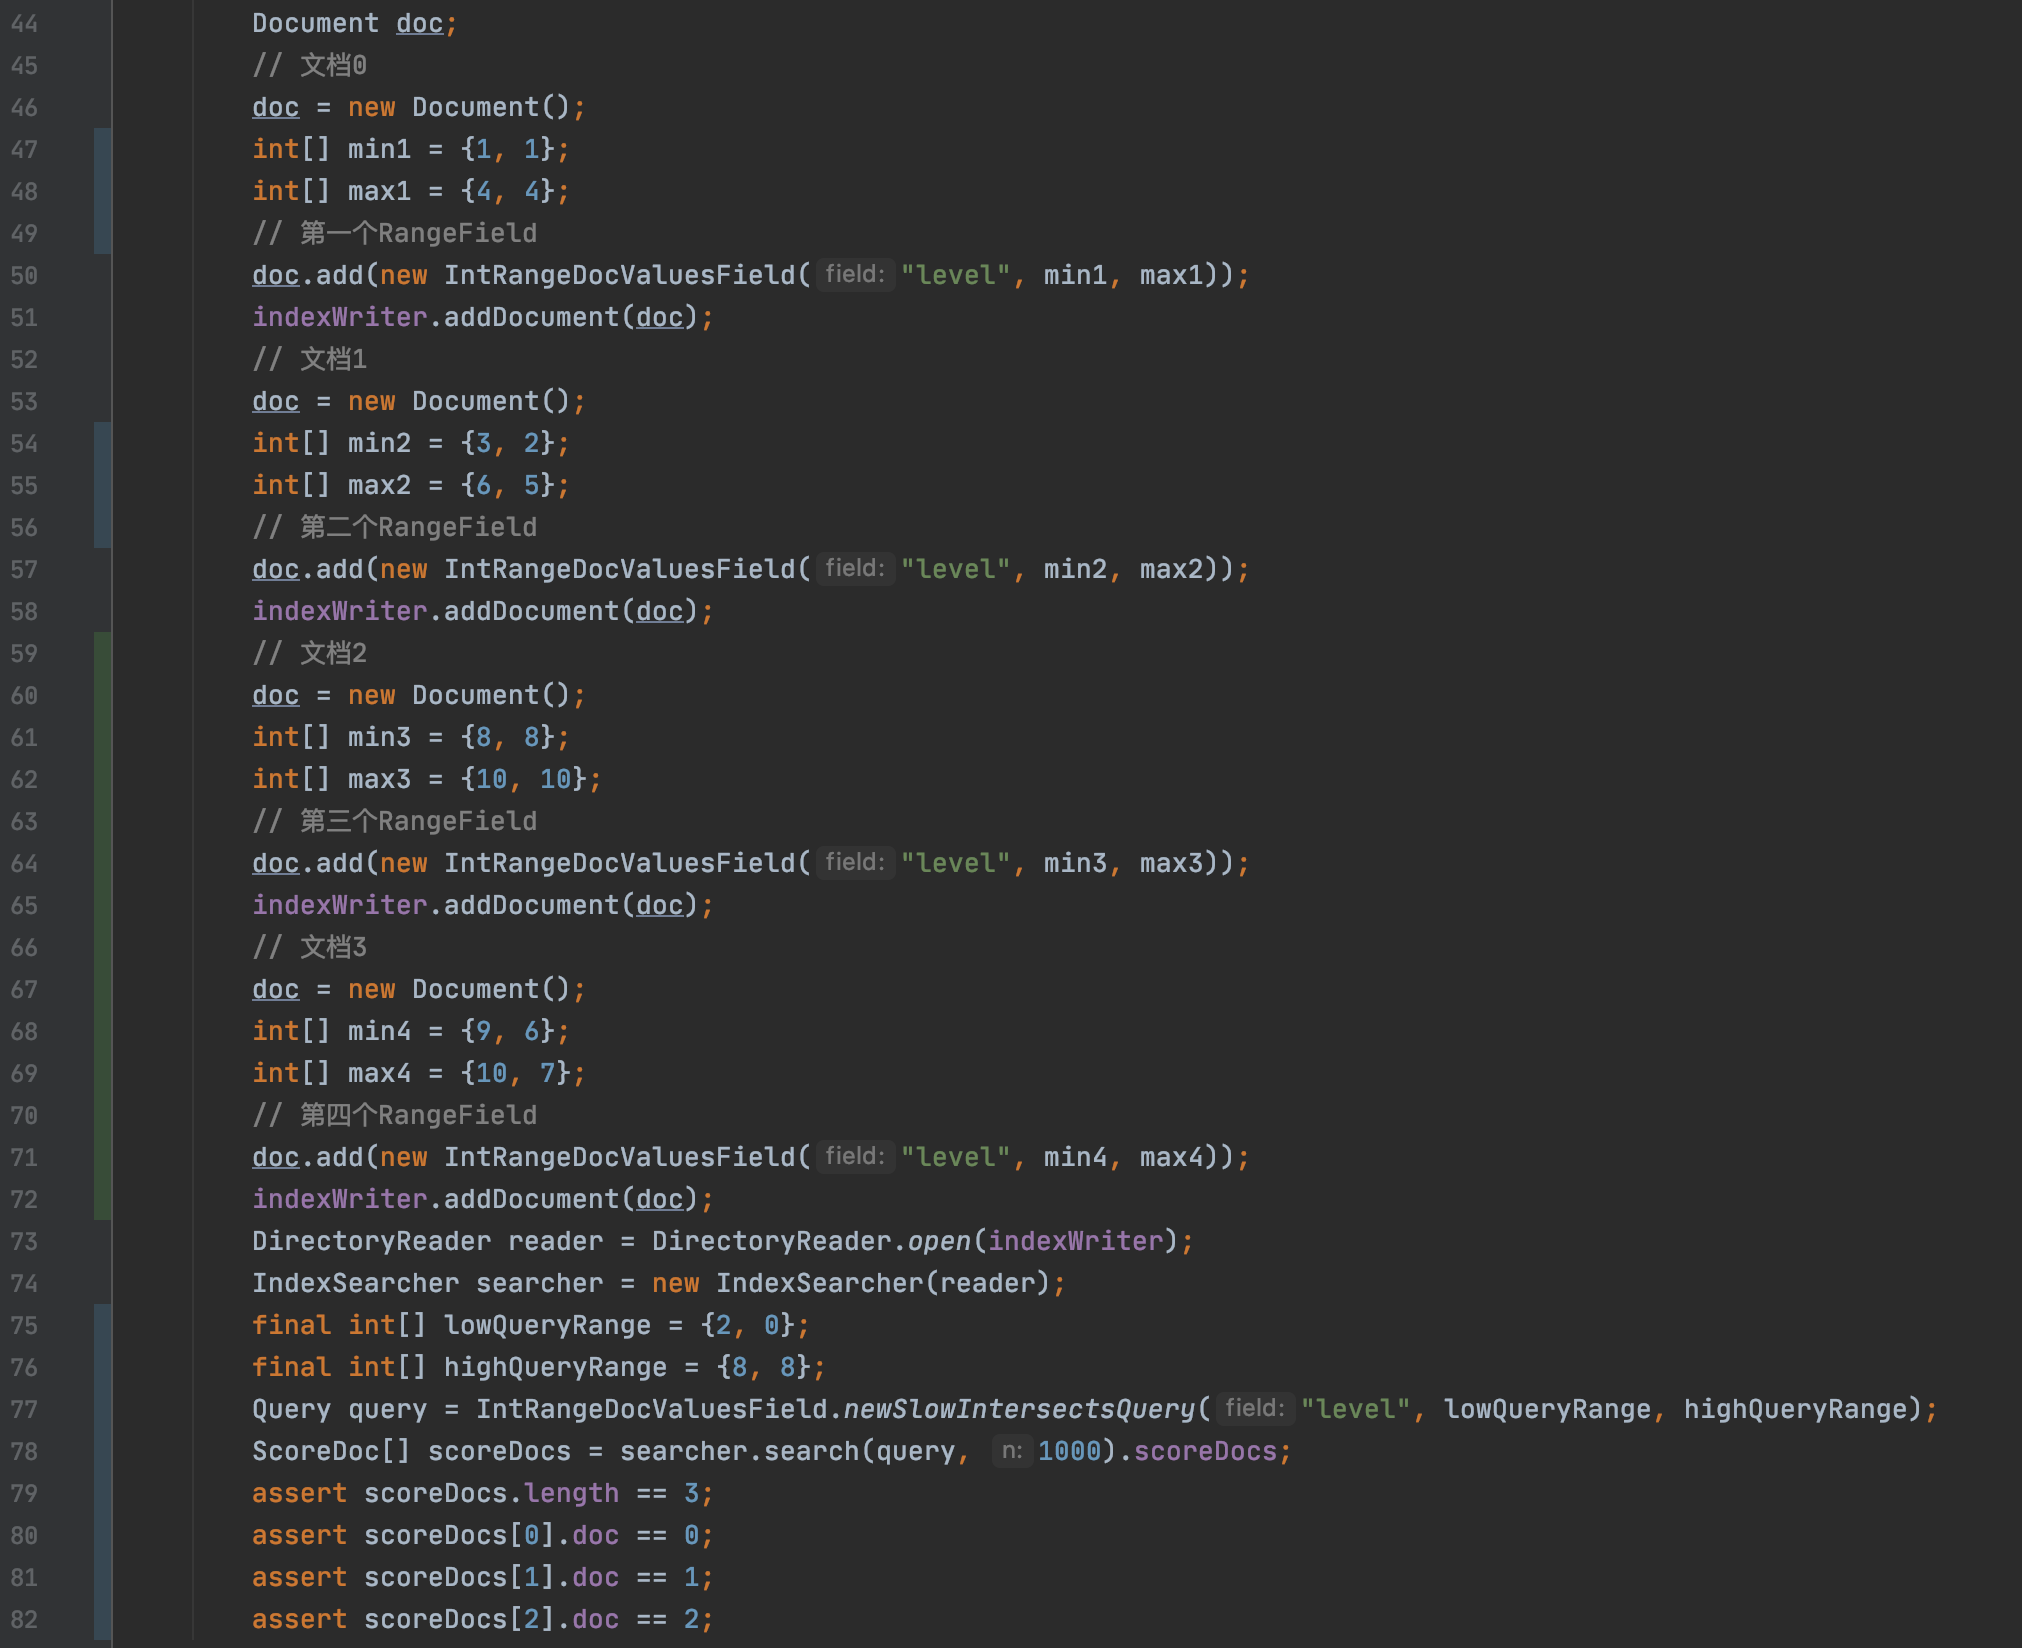 44 Document doc;
45 // 文档0
46 doc = new Document();
47 int[] min1 = {1, 1};
48 int[] max1 = {4, 4};
49 // 第一个RangeField
50 doc.add(new IntRangeDocValuesField( field: "level", min1, max1));
51 indexWriter.addDocument(doc);
52 // 文档1
53 doc = new Document();
54 int[] min2 = {3, 2};
55 int[] max2 = {6, 5};
56 // 第二个RangeField
57 doc.add(new IntRangeDocValuesField( field: "level", min2, max2));
58 indexWriter.addDocument(doc);
59 // 文档2
60 doc = new Document();
61 int[] min3 = {8, 8};
62 int[] max3 = {10, 10};
63 // 第三个RangeField
64 doc.add(new IntRangeDocValuesField( field: "level", min3, max3));
65 indexWriter.addDocument(doc);
66 // 文档3
67 doc = new Document();
68 int[] min4 = {9, 6};
69 int[] max4 = {10, 7};
70 // 第四个RangeField
71 doc.add(new IntRangeDocValuesField( field: "level", min4, max4));
72 indexWriter.addDocument(doc);
73 DirectoryReader reader = DirectoryReader.open(indexWriter);
74 IndexSearcher searcher = new IndexSearcher(reader);
75 final int[] lowQueryRange = {2, 0};
76 final int[] highQueryRange = {8, 8};
77 Query query = IntRangeDocValuesField.newSlowIntersectsQuery( field: "level", lowQueryRange, highQueryRange);
78 ScoreDoc[] scoreDocs = searcher.search(query, n: 1000).scoreDocs;
79 assert scoreDocs.length == 3;
80 assert scoreDocs[0].doc == 0;
81 assert scoreDocs[1].doc == 1;
82 assert scoreDocs[2].doc == 2;